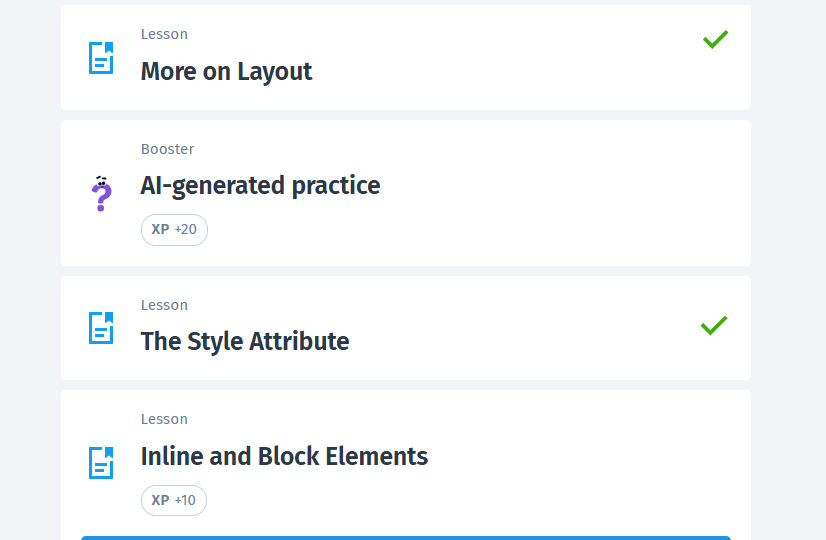 Lesson
More on Layout
Booster
AI-generated practice
XP +20
Lesson
The Style Attribute
Lesson
Inline and Block Elements
XP +10